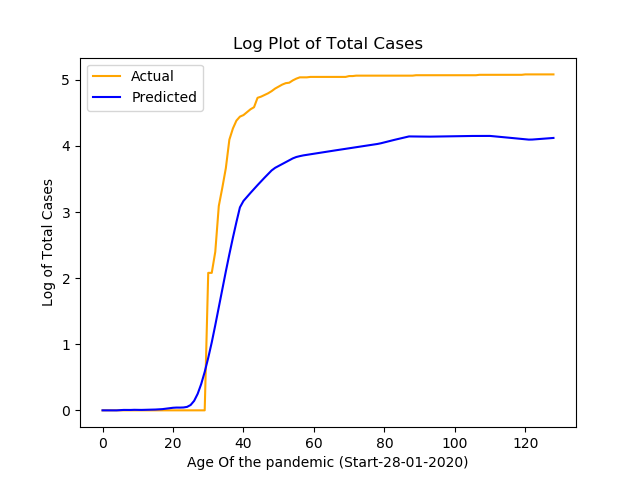 Log Plot of Total Cases
Actual
Predicted
Log of Total Cases
5
4
3
2
1
0
0 20 40 60 80 100 120
Age Of the pandemic (Start-28-01-2020)